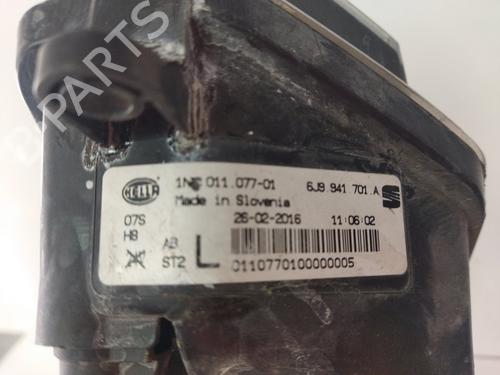 HELLA
1NE 011.077-01
6J9 941 701.A
Made in Slovenia
26-02-2016 11:06:02
07S
H8
AB
ST2
L
0110770100000005
B-PARTS